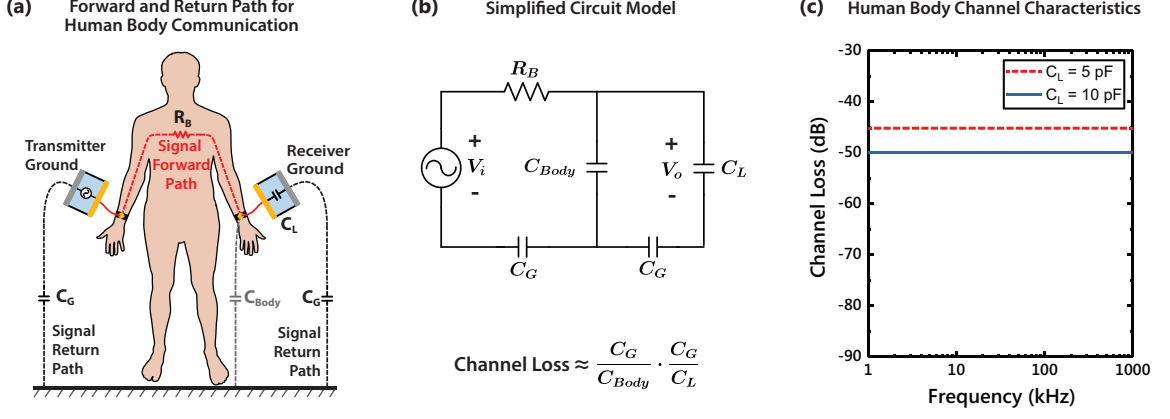 (a)
Forward and Return Path for
Human Body Communication
R_B
Signal
Forward
Path
Transmitter
Ground
Receiver
Ground
C_L
C_G
C_Body
C_G
Signal
Return
Path
Signal
Return
Path
(b)
Simplified Circuit Model
R_B
+
V_i
-
C_Body
+
V_o
-
C_L
C_G
C_G
Channel Loss ≈ C_G / C_Body · C_G / C_L
(c)
Human Body Channel Characteristics
Channel Loss (dB)
-30
-40
-50
-60
-70
-80
-90
C_L = 5 pF
C_L = 10 pF
1 10 100 1000
Frequency (kHz)